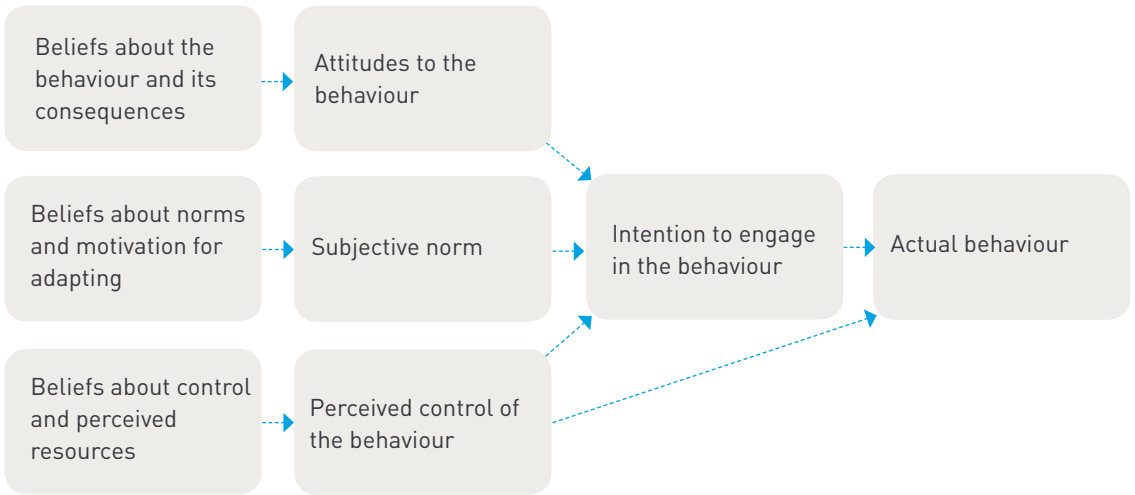 Beliefs about the
behaviour and its
consequences
Attitudes to the
behaviour
Beliefs about norms
and motivation for
adapting
Subjective norm
Intention to engage
in the behaviour
Actual behaviour
Beliefs about control
and perceived
resources
Perceived control of
the behaviour